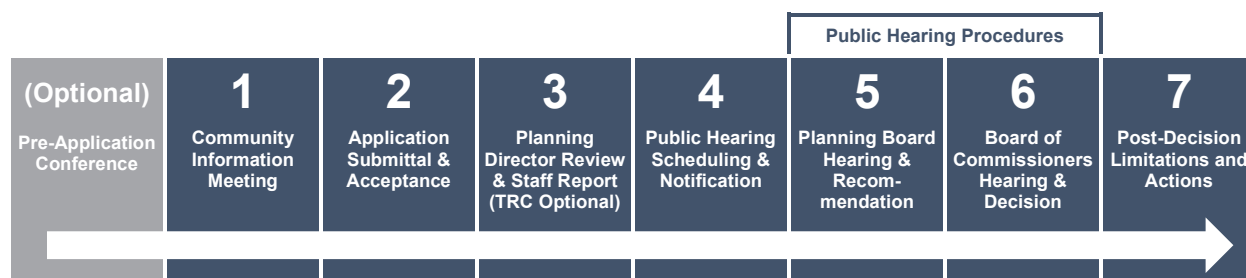 Public Hearing Procedures
(Optional)
Pre-Application
Conference
1
Community
Information
Meeting
2
Application
Submittal &
Acceptance
3
Planning
Director Review
& Staff Report
(TRC Optional)
4
Public Hearing
Scheduling &
Notification
5
Planning Board
Hearing &
Recom-
mendation
6
Board of
Commissioners
Hearing &
Decision
7
Post-Decision
Limitations and
Actions